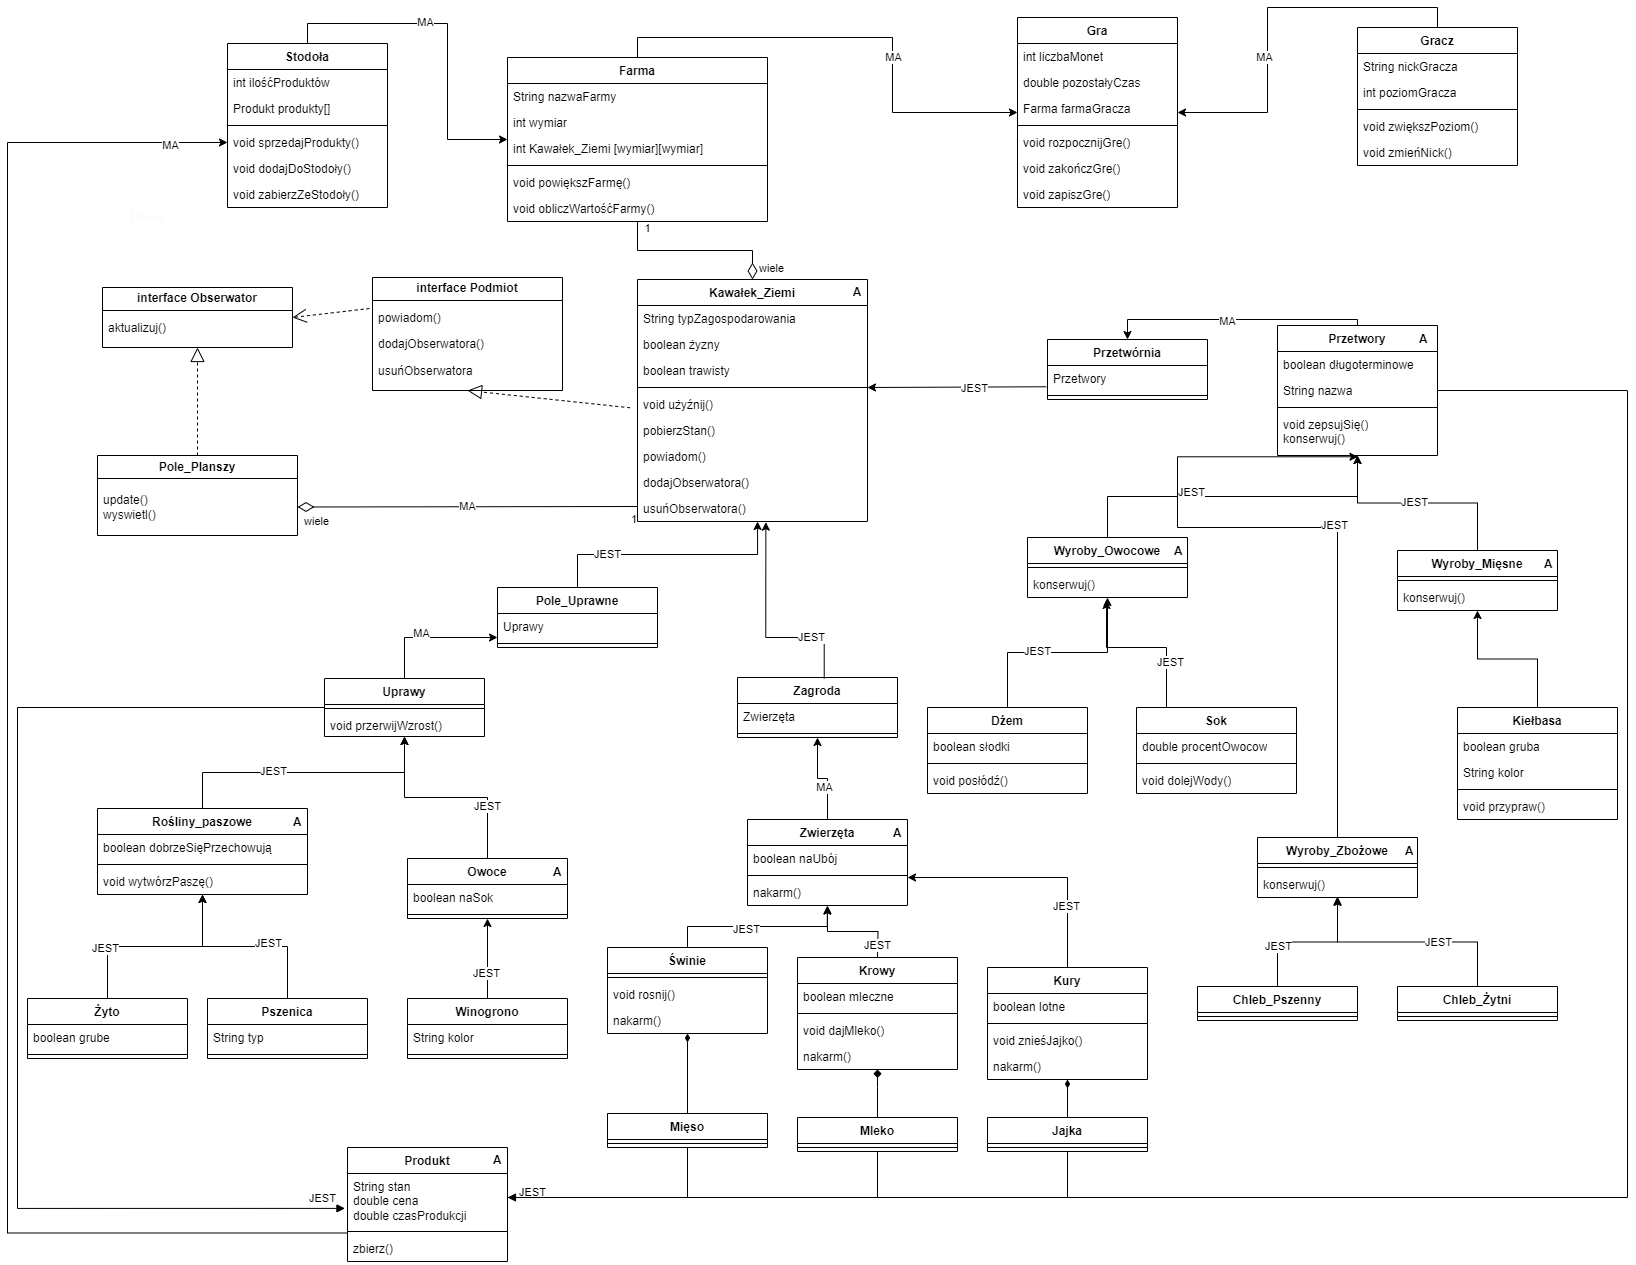 MA
Stodoła
int ilośćProduktów
Produkt produkty[]
void sprzedajProdukty()
void dodajDoStodoły()
void zabierzZeStodoły()
MA
Farma
String nazwaFarmy
int wymiar
int Kawałek_Ziemi [wymiar][wymiar]
void powiększFarmę()
void obliczWartośćFarmy()
1
MA
Gra
int liczbaMonet
double pozostałyCzas
Farma farmaGracza
void rozpocznijGre()
void zakończGre()
void zapiszGre()
MA
Gracz
String nickGracza
int poziomGracza
void zwiększPoziom()
void zmieńNick()
interface Obserwator
aktualizuj()
interface Podmiot
powiadom()
dodajObserwatora()
usuńObserwatora
wiele
Kawałek_Ziemi A
String typZagospodarowania
boolean żyzny
boolean trawisty
void użyźnij()
pobierzStan()
powiadom()
dodajObserwatora()
usuńObserwatora()
JEST
Przetwórnia
Przetwory
MA
Przetwory A
boolean długoterminowe
String nazwa
void zepsujSię()
konserwuj()
Pole_Planszy
update()
wyswietl()
wiele
MA
1
JEST
JEST
JEST
JEST
Wyroby_Owocowe A
konserwuj()
Wyroby_Mięsne A
konserwuj()
Pole_Uprawne
Uprawy
MA
JEST
JEST
JEST
Uprawy
void przerwijWzrost()
Zagroda
Zwierzęta
Dżem
boolean słodki
void posłódź()
Sok
double procentOwocow
void dolejWody()
Kiełbasa
boolean gruba
String kolor
void przypraw()
JEST
JEST
MA
Rośliny_paszowe A
boolean dobrzeSięPrzechowują
void wytwórzPaszę()
Owoce A
boolean naSok
Zwierzęta A
boolean naUbój
nakarm()
Wyroby_Zbożowe A
konserwuj()
JEST
JEST
JEST
JEST
JEST
JEST
JEST
JEST
Żyto
boolean grube
Pszenica
String typ
Winogrono
String kolor
Świnie
void rosnij()
nakarm()
Krowy
boolean mleczne
void dajMleko()
nakarm()
Kury
boolean lotne
void znieśJajko()
nakarm()
Chleb_Pszenny
Chleb_Żytni
Mięso
Mleko
Jajka
JEST
Produkt A
String stan
double cena
double czasProdukcji
zbierz()
JEST